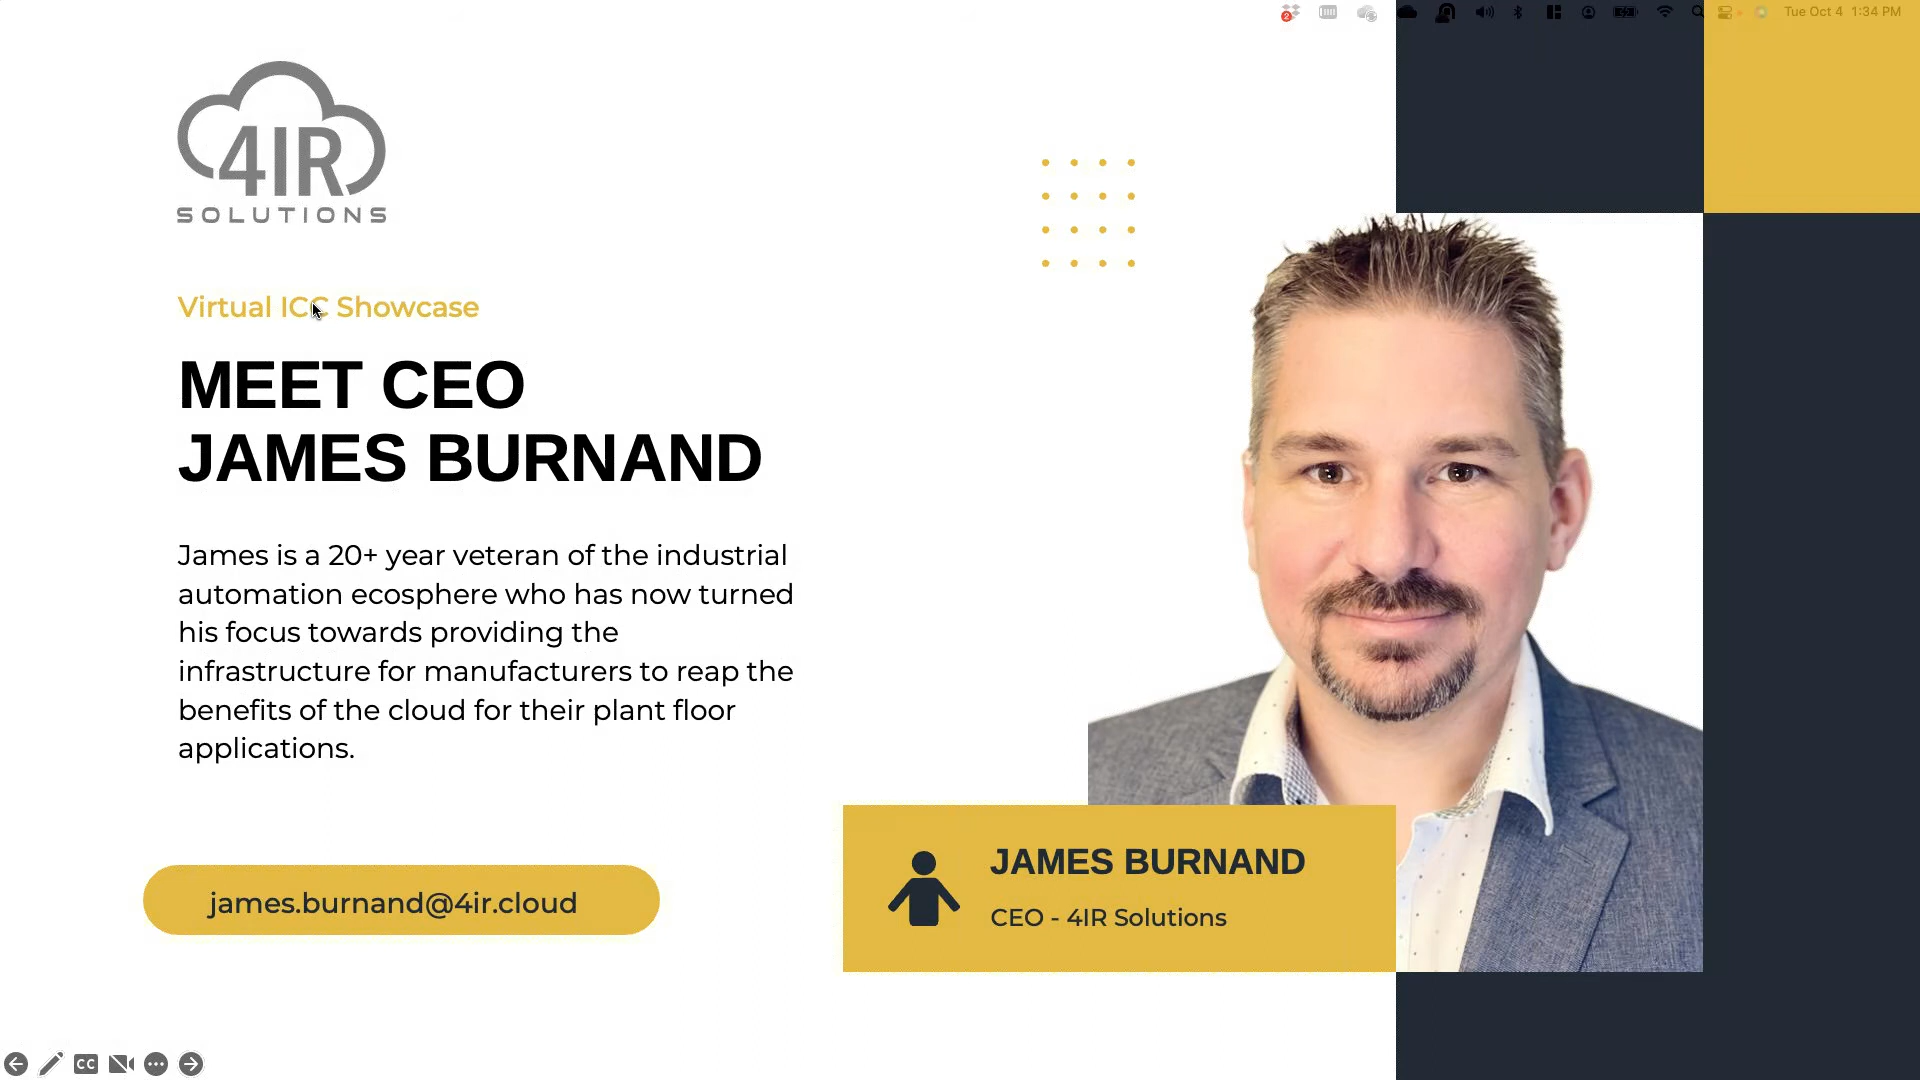 2
Tue Oct 4 1:34 PM
4IR
SOLUTIONS
Virtual ICC Showcase
MEET CEO
JAMES BURNAND
James is a 20+ year veteran of the industrial
automation ecosphere who has now turned
his focus towards providing the
infrastructure for manufacturers to reap the
benefits of the cloud for their plant floor
applications.
james.burnand@4ir.cloud
JAMES BURNAND
CEO - 4IR Solutions
CC